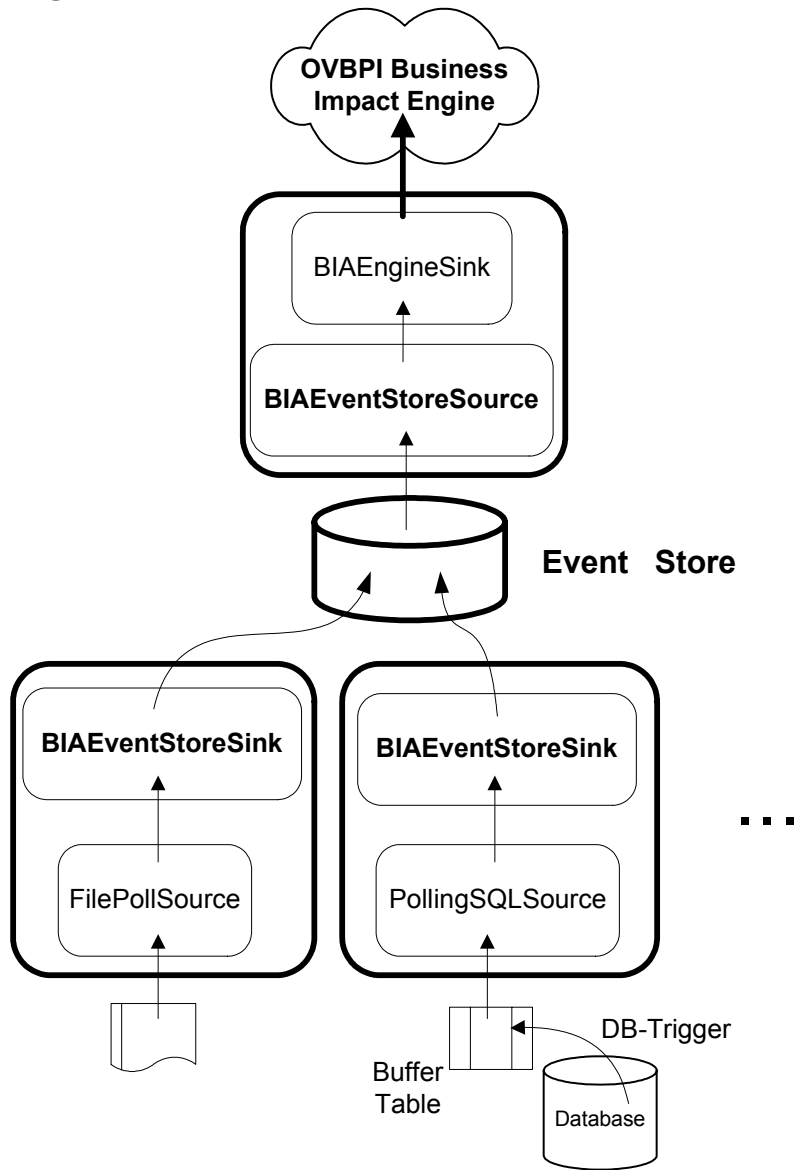 OVBPI Business
Impact Engine
BIAEngineSink
BIAEventStoreSource
Event Store
BIAEventStoreSink
BIAEventStoreSink
...
FilePollSource
PollingSQLSource
DB-Trigger
Buffer
Table
Database